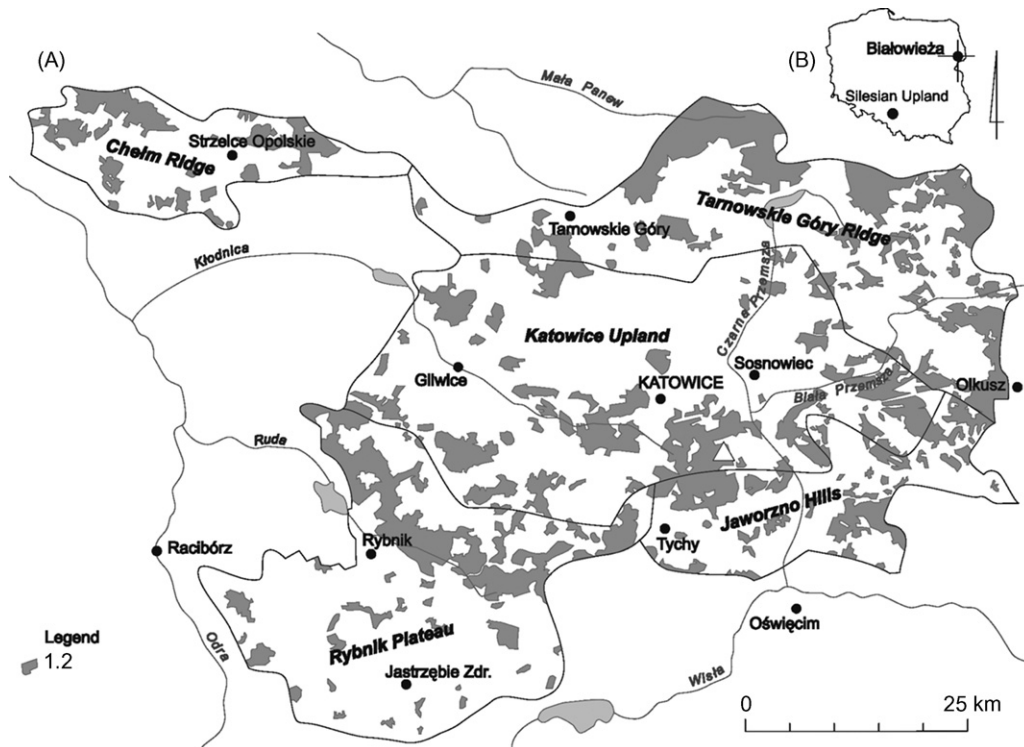 (A)
(B)
Białowieża
Silesian Upland
Mała Panew
Strzelce Opolskie
Chełm Ridge
Tarnowskie Góry
Tarnowskie Góry Ridge
Kłodnica
Czarne Przemsza
Katowice Upland
Gliwice
KATOWICE
Sosnowiec
Biała Przemsza
Olkusz
Ruda
Jaworzno Hills
Racibórz
Rybnik
Tychy
Oświęcim
Rybnik Plateau
Jastrzębie Zdr.
Odra
Wisła
Legend
1.2
0 25 km